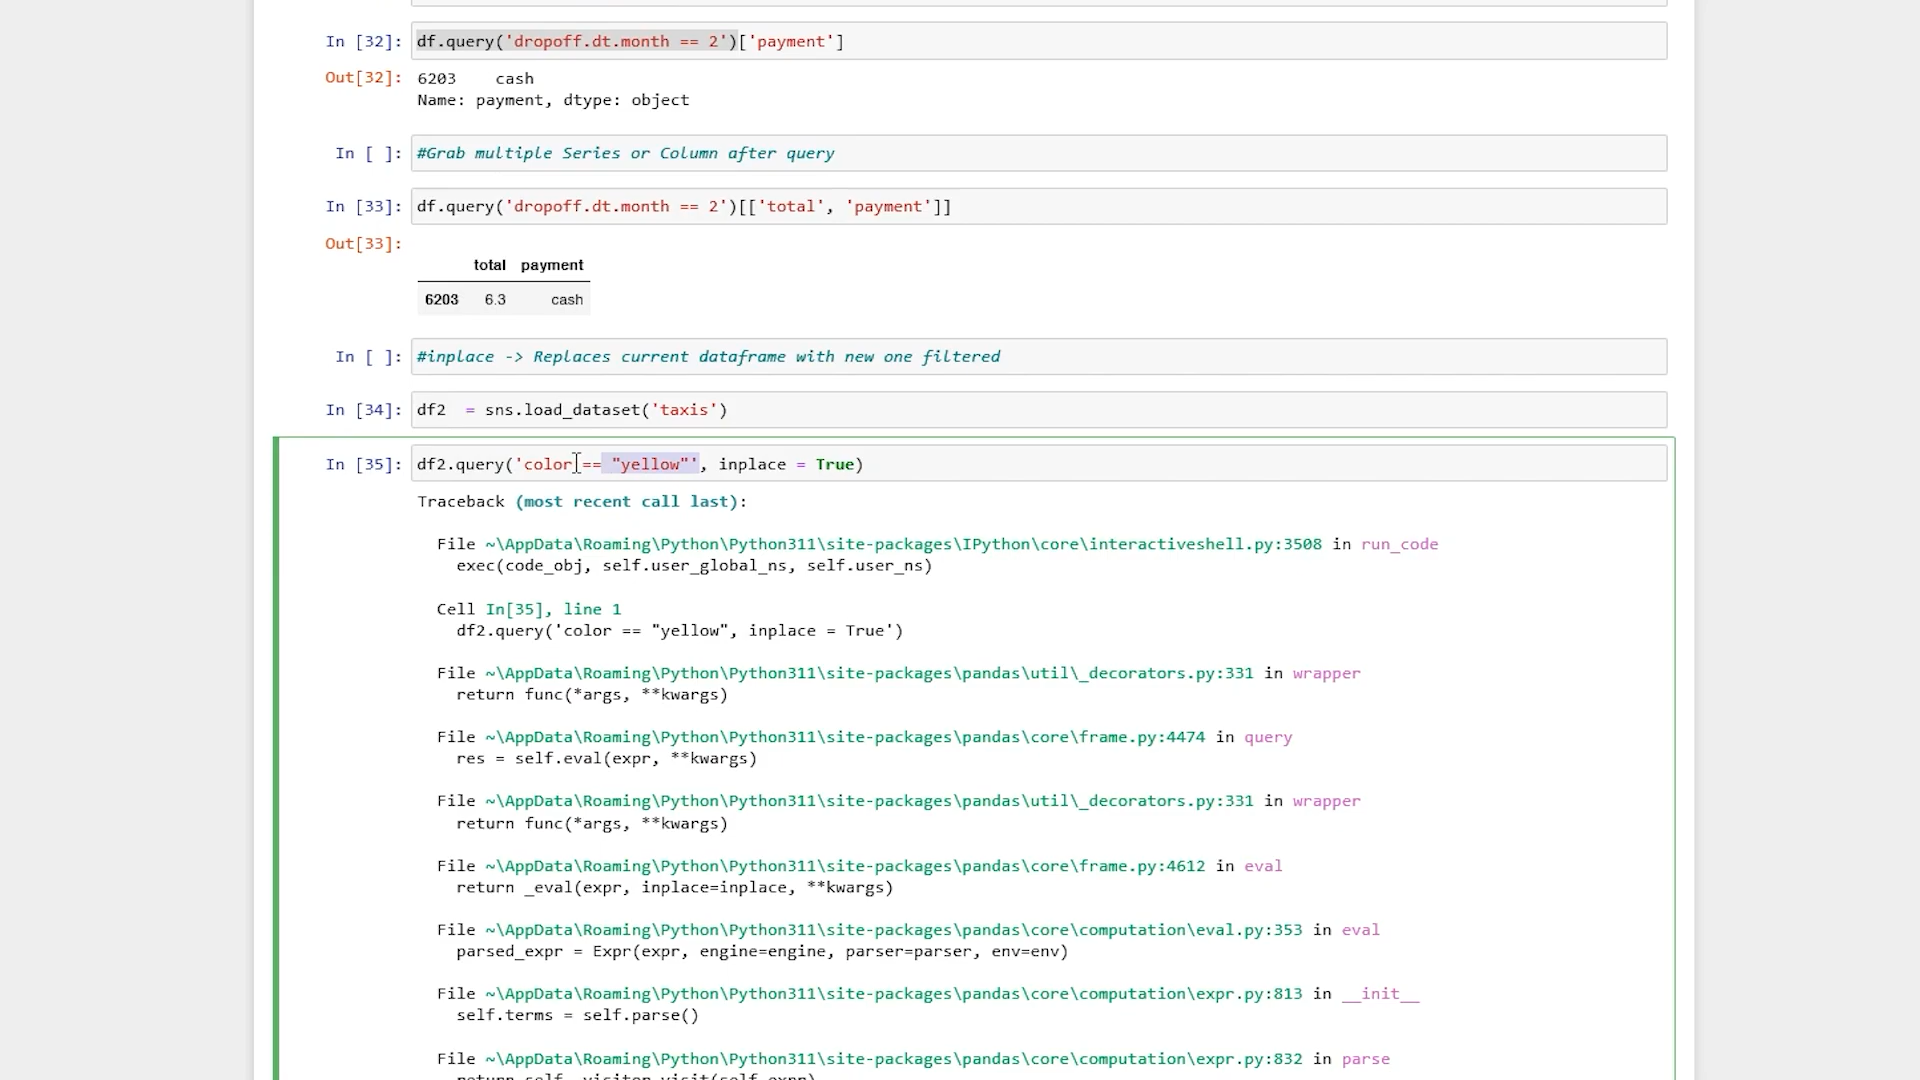 In [32]: df.query('dropoff.dt.month == 2')['payment']
Out[32]: 6203    cash
Name: payment, dtype: object
In [ ]: #Grab multiple Series or Column after query
In [33]: df.query('dropoff.dt.month == 2')[['total', 'payment']]
Out[33]:
total payment
6203 6.3 cash
In [ ]: #inplace -> Replaces current dataframe with new one filtered
In [34]: df2  = sns.load_dataset('taxis')
In [35]: df2.query('color == "yellow"', inplace = True)
Traceback (most recent call last):
File ~\AppData\Roaming\Python\Python311\site-packages\IPython\core\interactiveshell.py:3508 in run_code
exec(code_obj, self.user_global_ns, self.user_ns)
Cell In[35], line 1
df2.query('color == "yellow", inplace = True')
File ~\AppData\Roaming\Python\Python311\site-packages\pandas\util\_decorators.py:331 in wrapper
return func(*args, **kwargs)
File ~\AppData\Roaming\Python\Python311\site-packages\pandas\core\frame.py:4474 in query
res = self.eval(expr, **kwargs)
File ~\AppData\Roaming\Python\Python311\site-packages\pandas\util\_decorators.py:331 in wrapper
return func(*args, **kwargs)
File ~\AppData\Roaming\Python\Python311\site-packages\pandas\core\frame.py:4612 in eval
return _eval(expr, inplace=inplace, **kwargs)
File ~\AppData\Roaming\Python\Python311\site-packages\pandas\core\computation\eval.py:353 in eval
parsed_expr = Expr(expr, engine=engine, parser=parser, env=env)
File ~\AppData\Roaming\Python\Python311\site-packages\pandas\core\computation\expr.py:813 in __init__
self.terms = self.parse()
File ~\AppData\Roaming\Python\Python311\site-packages\pandas\core\computation\expr.py:832 in parse
return self._visitor.visit(self.expr)